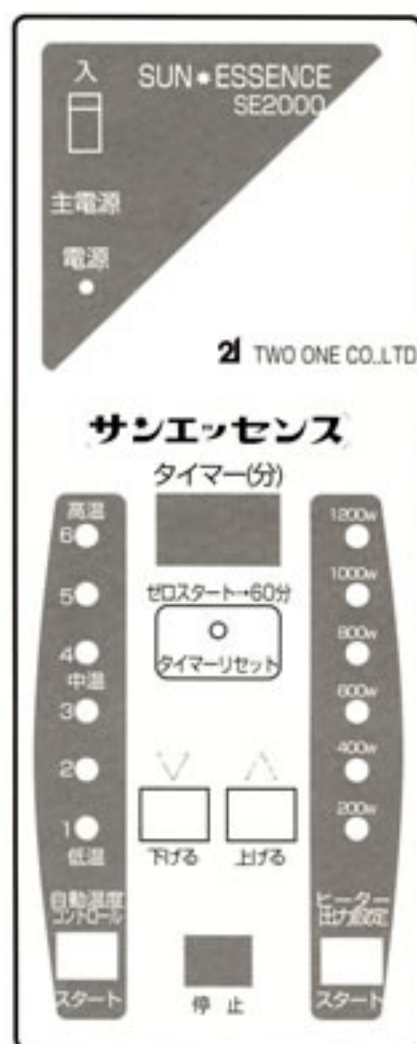 入
SUN●ESSENCE
SE2000
主電源
電源
21 TWO ONE CO.,LTD
サンエッセンス
タイマー(分)
高温
6
5
4
中温
3
2
1
低温
自動温度
コントロール
スタート
ゼロスタート→60分
タイマーリセット
下げる
上げる
停 止
1200w
1000w
800w
600w
400w
200w
ヒーター
出力設定
スタート